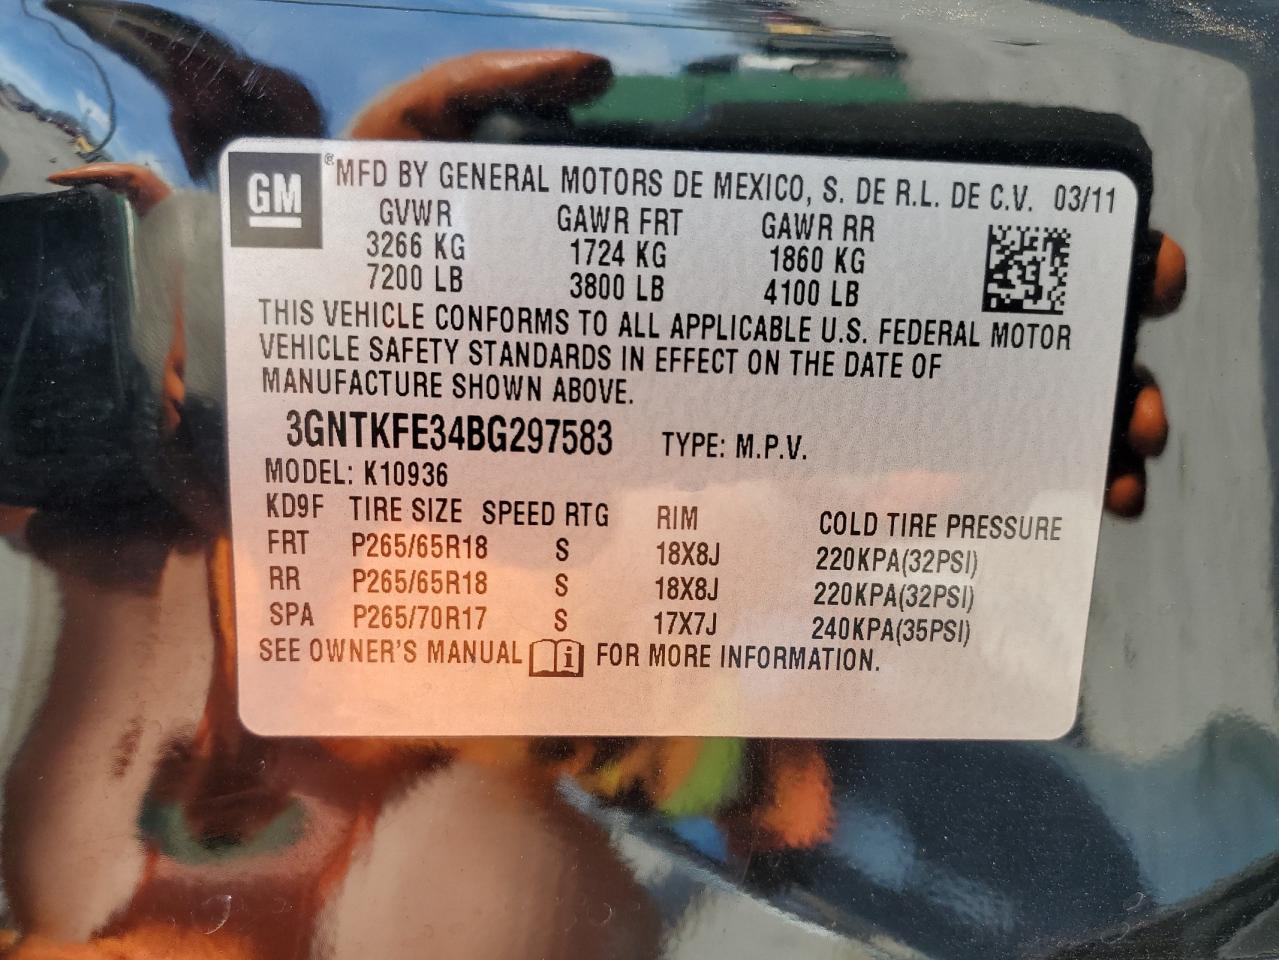 GM ® MFD BY GENERAL MOTORS DE MEXICO, S. DE R.L. DE C.V. 03/11
GVWR GAWR FRT GAWR RR
3266 KG 1724 KG 1860 KG
7200 LB 3800 LB 4100 LB
THIS VEHICLE CONFORMS TO ALL APPLICABLE U.S. FEDERAL MOTOR
VEHICLE SAFETY STANDARDS IN EFFECT ON THE DATE OF
MANUFACTURE SHOWN ABOVE.
3GNTKFE34BG297583 TYPE: M.P.V.
MODEL: K10936
KD9F TIRE SIZE SPEED RTG RIM COLD TIRE PRESSURE
FRT P265/65R18 S 18X8J 220KPA(32PSI)
RR P265/65R18 S 18X8J 220KPA(32PSI)
SPA P265/70R17 S 17X7J 240KPA(35PSI)
SEE OWNER'S MANUAL i FOR MORE INFORMATION.